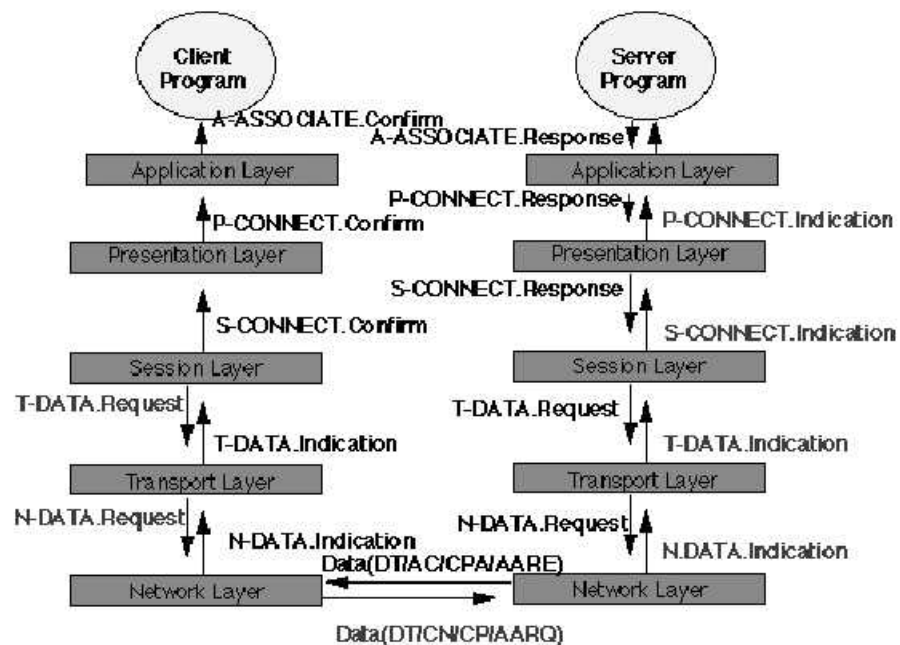 Client
Program
Server
Program
A-ASSOCIATE.Confirm
A-ASSOCIATE.Response
Application Layer
Application Layer
P-CONNECT.Response
P-CONNECT.Confirm
P-CONNECT.Indication
Presentation Layer
Presentation Layer
S-CONNECT.Response
S-CONNECT.Confirm
S-CONNECT.Indication
Session Layer
Session Layer
T-DATA.Request
T-DATA.Request
T-DATA.Indication
T-DATA.Indication
Transport Layer
Transport Layer
N-DATA.Request
N-DATA.Request
N-DATA.Indication
N.DATA.Indication
Data(DT/AC/CPA/AARE)
Network Layer
Network Layer
Data(DT/CN/CP/AARQ)